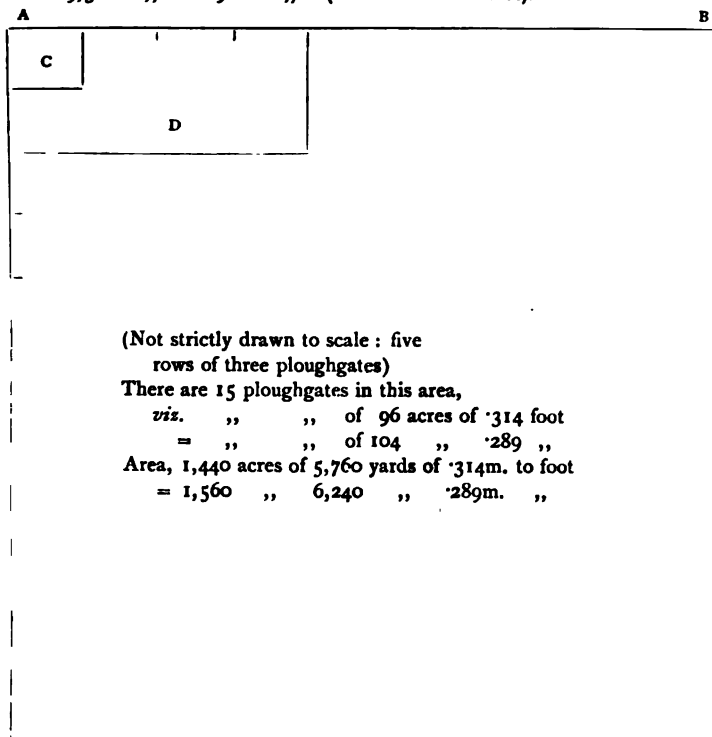 A B
C
D
(Not strictly drawn to scale : five
rows of three ploughgates)
There are 15 ploughgates in this area,
viz. ,, ,, of 96 acres of ·314 foot
= ,, ,, of 104 ,, ·289 ,,
Area, 1,440 acres of 5,760 yards of ·314m. to foot
= 1,560 ,, 6,240 ,, ·289m. ,,